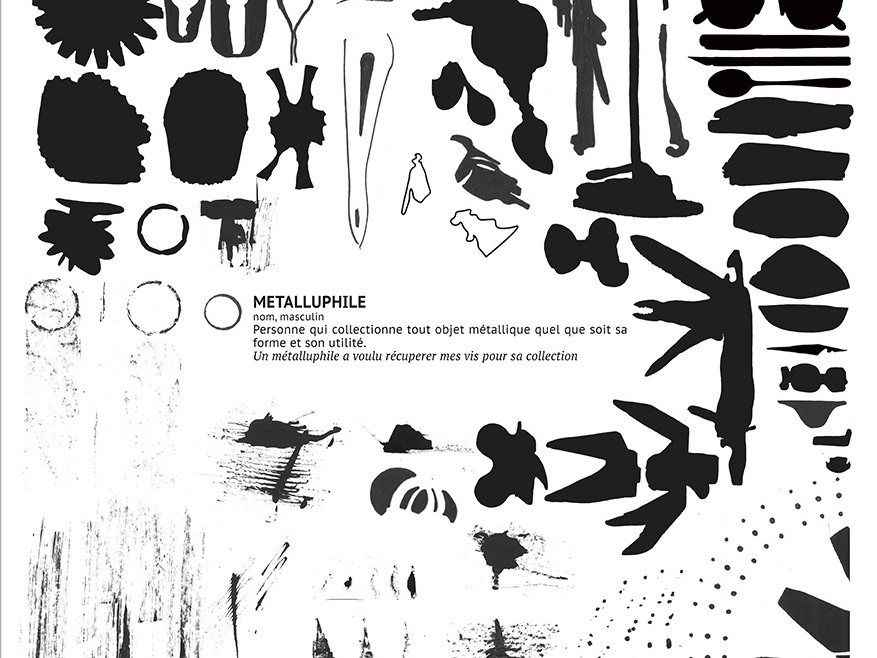 METALLUPHILE
nom, masculin
Personne qui collectionne tout objet métallique quel que soit sa
forme et son utilité.
Un métalluphile a voulu récuperer mes vis pour sa collection